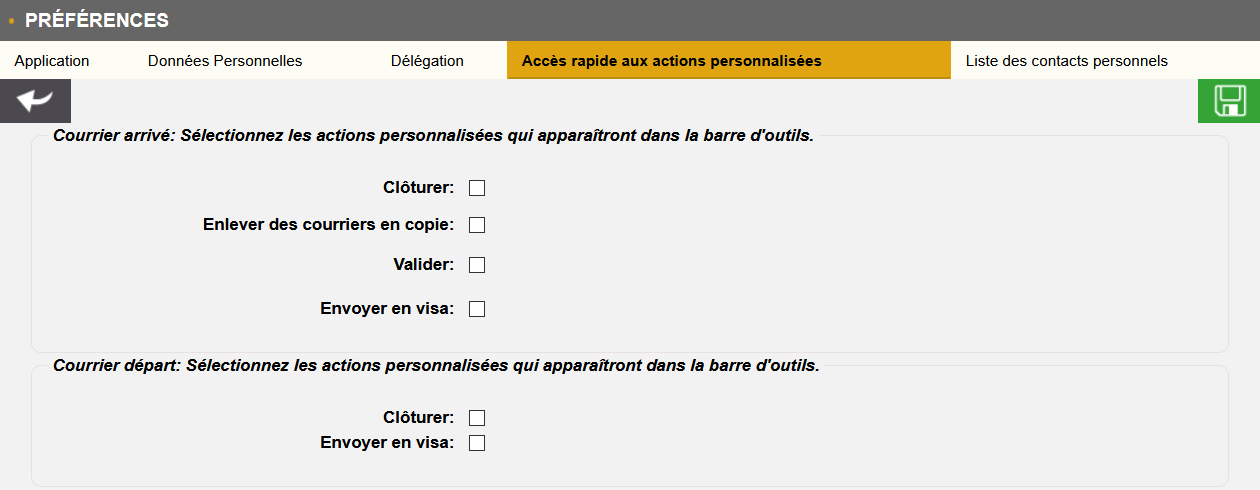 PRÉFÉRENCES
Application Données Personnelles Délégation Accès rapide aux actions personnalisées Liste des contacts personnels
Courrier arrivé: Sélectionnez les actions personnalisées qui apparaîtront dans la barre d'outils.
Clôturer:
Enlever des courriers en copie:
Valider:
Envoyer en visa:
Courrier départ: Sélectionnez les actions personnalisées qui apparaîtront dans la barre d'outils.
Clôturer:
Envoyer en visa: